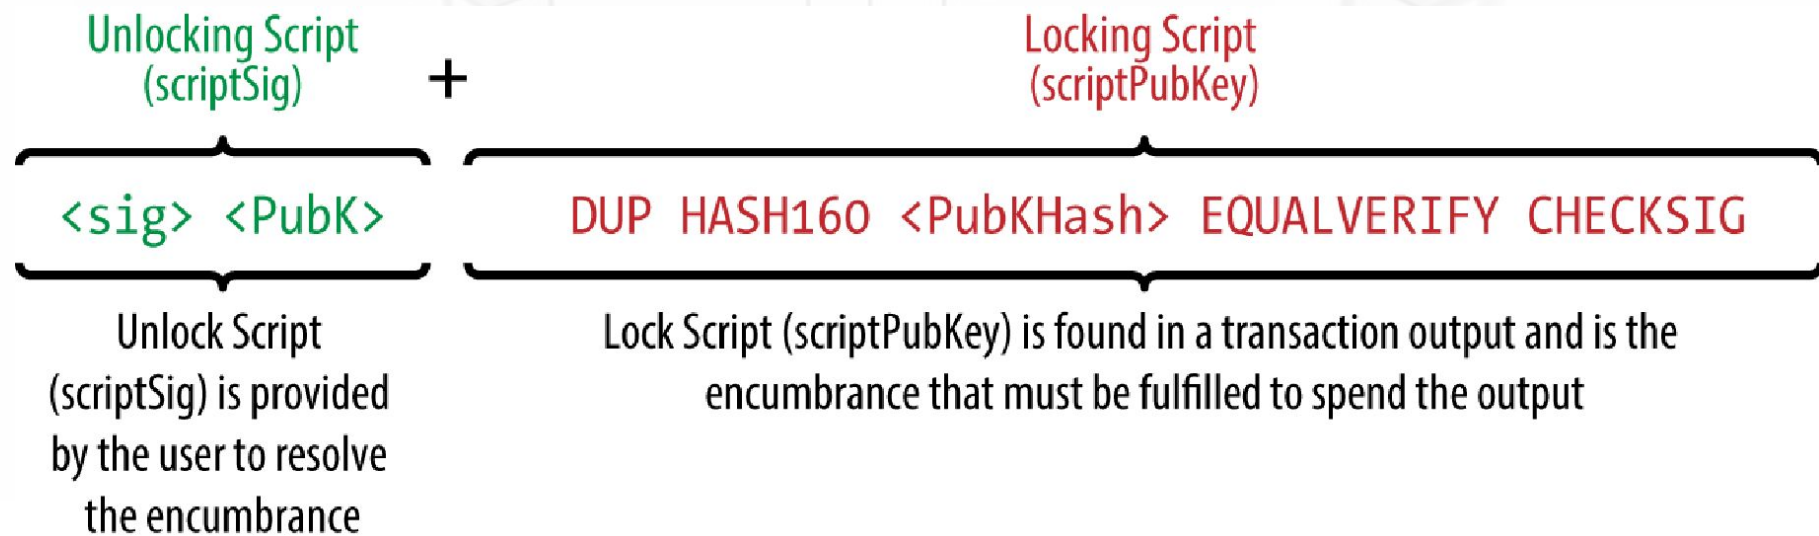 Unlocking Script
(scriptSig)
+
Locking Script
(scriptPubKey)
<sig> <PubK>
DUP HASH160 <PubKHash> EQUALVERIFY CHECKSIG
Unlock Script
(scriptSig) is provided
by the user to resolve
the encumbrance
Lock Script (scriptPubKey) is found in a transaction output and is the
encumbrance that must be fulfilled to spend the output